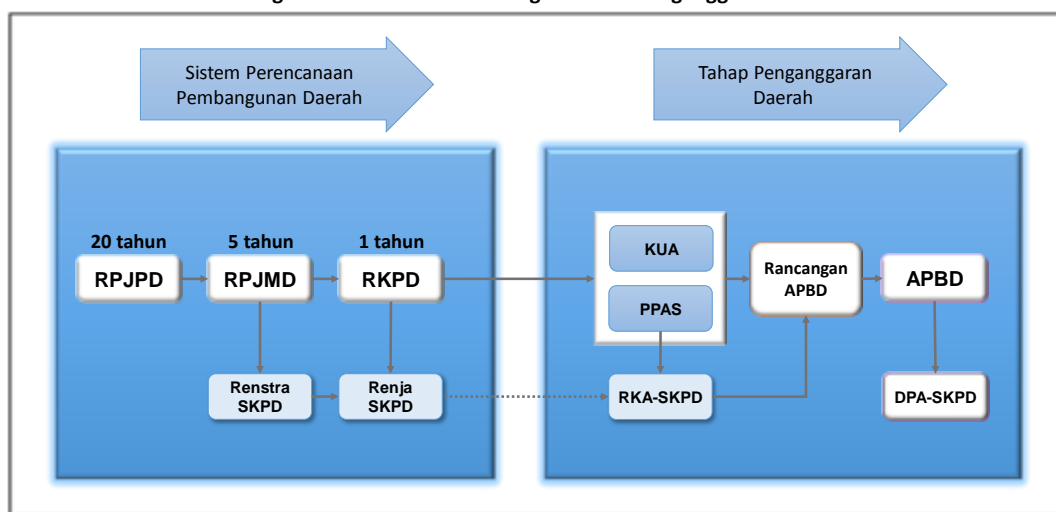 Sistem Perencanaan
Pembangunan Daerah
Tahap Penganggaran
Daerah
20 tahun
5 tahun
1 tahun
RPJPD
RPJMD
RKPD
KUA
PPAS
Rancangan
APBD
APBD
Renstra
SKPD
Renja
SKPD
RKA-SKPD
DPA-SKPD